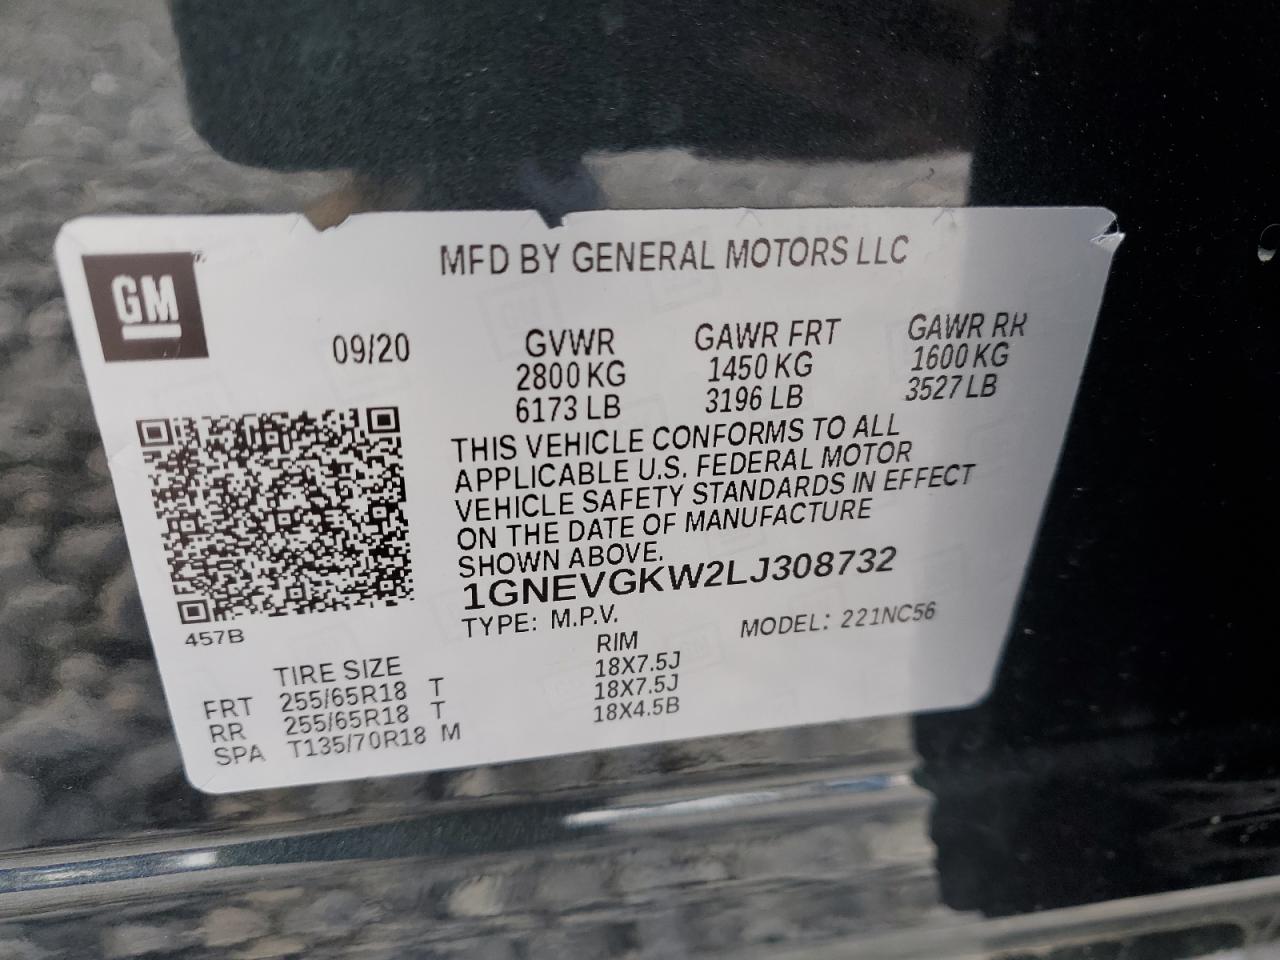 MFD BY GENERAL MOTORS LLC
GM
09/20
GVWR GAWR FRT GAWR RR
2800 KG 1450 KG 1600 KG
6173 LB 3196 LB 3527 LB
THIS VEHICLE CONFORMS TO ALL
APPLICABLE U.S. FEDERAL MOTOR
VEHICLE SAFETY STANDARDS IN EFFECT
ON THE DATE OF MANUFACTURE
SHOWN ABOVE.
1GNEVGKW2LJ308732
TYPE: M.P.V. MODEL: 221NC56
457B
TIRE SIZE RIM
FRT 255/65R18 T 18X7.5J
RR 255/65R18 T 18X7.5J
SPA T135/70R18 M 18X4.5B